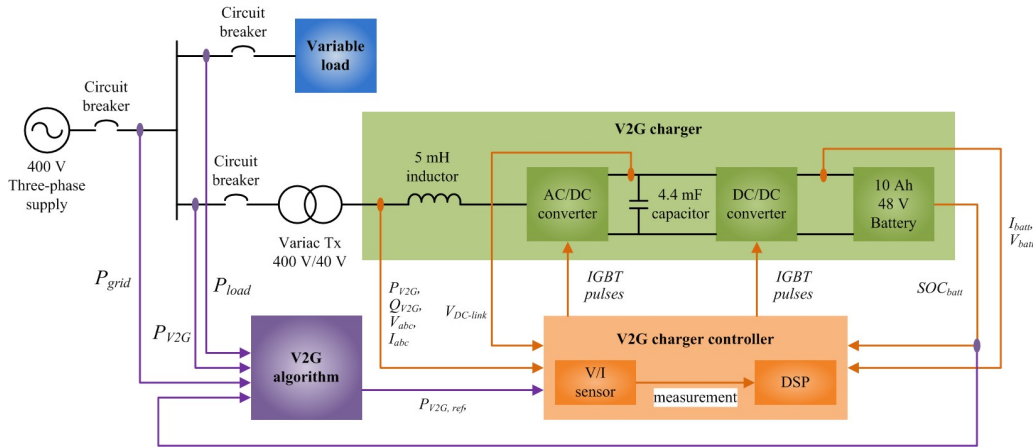 Circuit
breaker
Variable
load
Circuit
breaker
400 V
Three-phase
supply
Circuit
breaker
Variac Tx
400 V/40 V
V2G charger
5 mH
inductor
AC/DC
converter
4.4 mF
capacitor
DC/DC
converter
10 Ah
48 V
Battery
I_batt,
V_batt
P_grid
P_load
P_V2G
P_V2G,
Q_V2G,
V_abc,
I_abc
V_DC-link
IGBT
pulses
IGBT
pulses
SOC_batt
V2G
algorithm
P_V2G, ref,
V2G charger controller
V/I
sensor
measurement
DSP